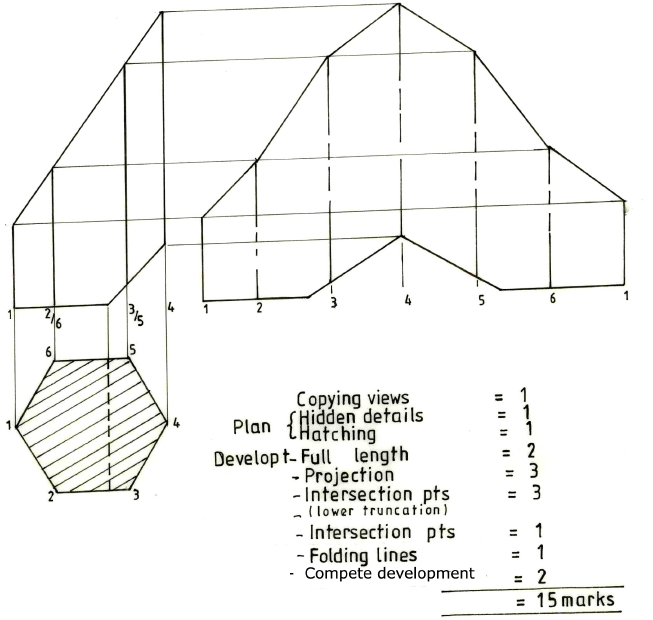 1 2/6 3/5 4
1 2 3 4 5 6 1
6 5
1 4
2 3
Copying views = 1
Plan { Hidden details = 1
Hatching = 1
Developt - Full length = 2
- Projection = 3
- Intersection pts = 3
- (lower truncation)
- Intersection pts = 1
- Folding lines = 1
- Compete development = 2
= 15 marks